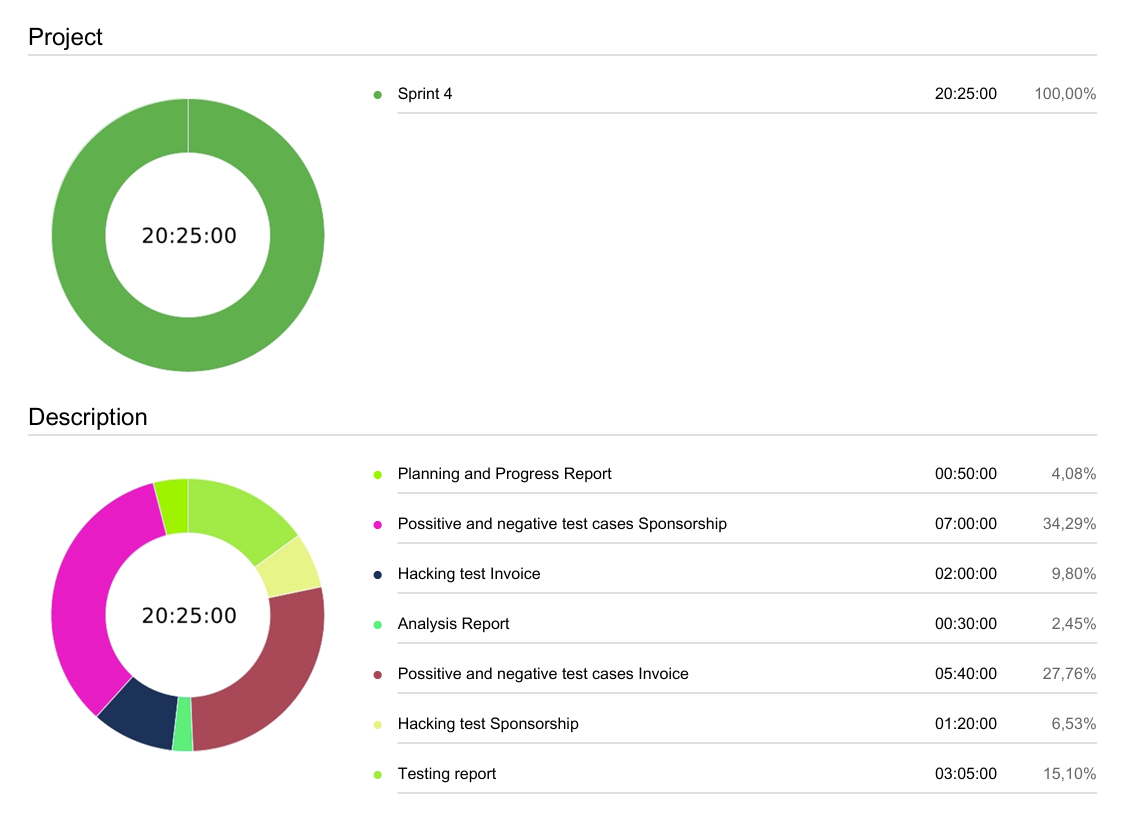 Project
Sprint 4 20:25:00 100,00%
20:25:00
Description
Planning and Progress Report 00:50:00 4,08%
Possitive and negative test cases Sponsorship 07:00:00 34,29%
Hacking test Invoice 02:00:00 9,80%
20:25:00
Analysis Report 00:30:00 2,45%
Possitive and negative test cases Invoice 05:40:00 27,76%
Hacking test Sponsorship 01:20:00 6,53%
Testing report 03:05:00 15,10%